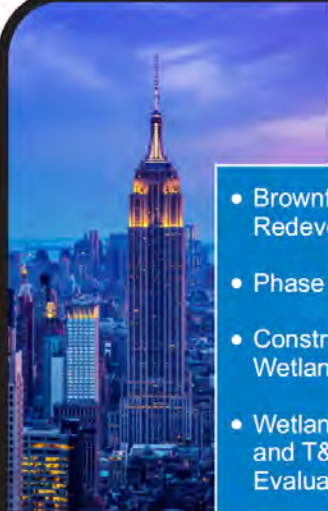 • Brownf
Redeve
• Phase
• Constr
Wetlan
• Wetlan
and T&
Evalua